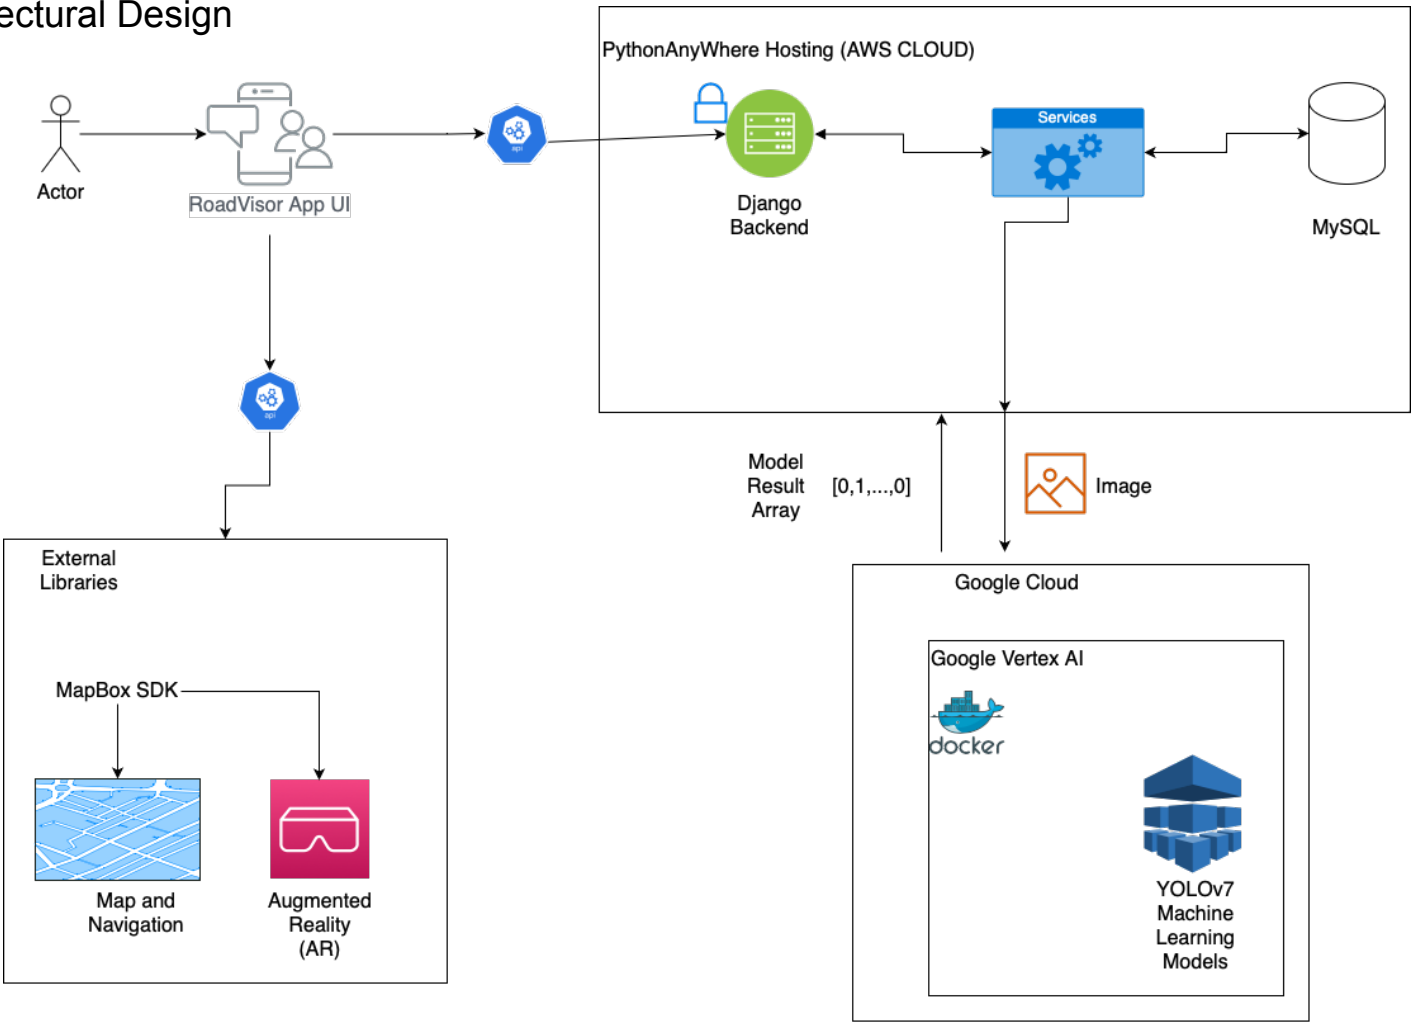 ectural Design
PythonAnyWhere Hosting (AWS CLOUD)
Services
api
Actor
RoadVisor App UI
Django
Backend
MySQL
api
Model
Result
Array
[0,1,...,0]
Image
External
Libraries
Google Cloud
MapBox SDK
Google Vertex AI
docker
Map and
Navigation
Augmented
Reality
(AR)
YOLOv7
Machine
Learning
Models